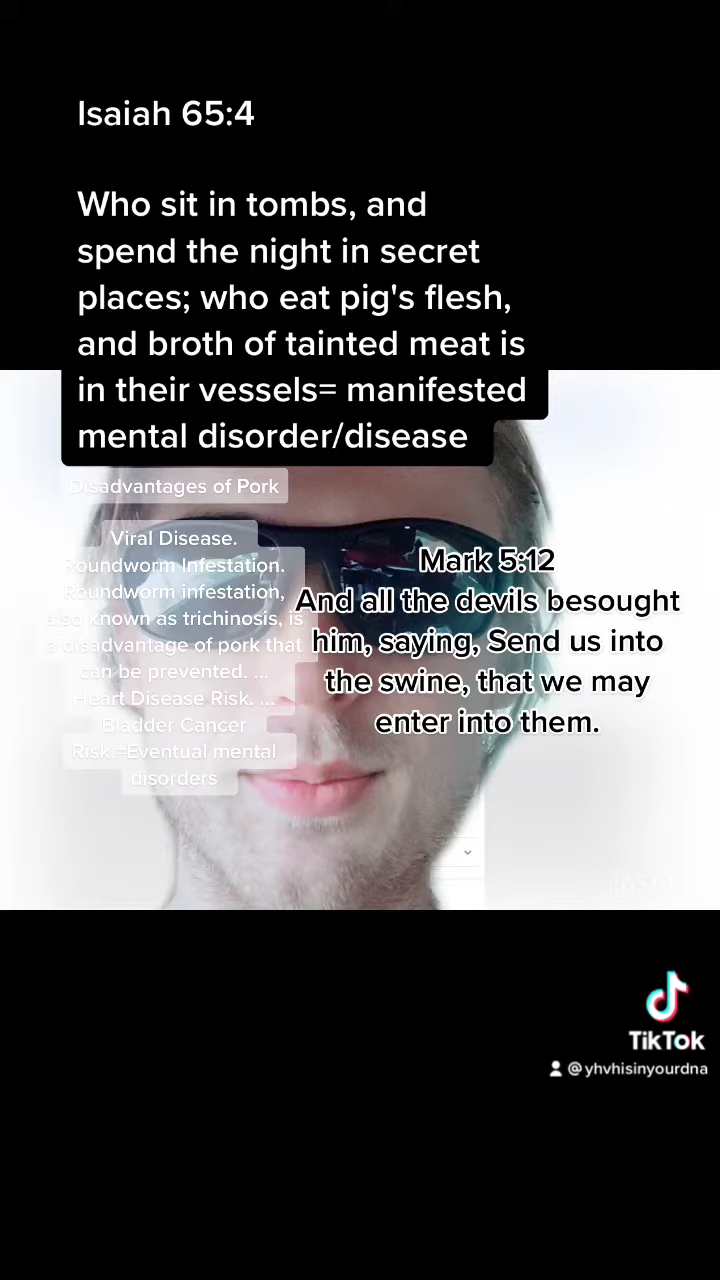 Isaiah 65:4
Who sit in tombs, and
spend the night in secret
places; who eat pig's flesh,
and broth of tainted meat is
in their vessels= manifested
mental disorder/disease
Disadvantages of Pork
Viral Disease.
Roundworm Infestation.
Roundworm infestation,
also known as trichinosis, is
a disadvantage of pork that
can be prevented. ...
Heart Disease Risk. ...
Bladder Cancer
Risk.=Eventual mental
disorders
Mark 5:12
And all the devils besought
him, saying, Send us into
the swine, that we may
enter into them.
TikTok
@yhvhisinyourdna